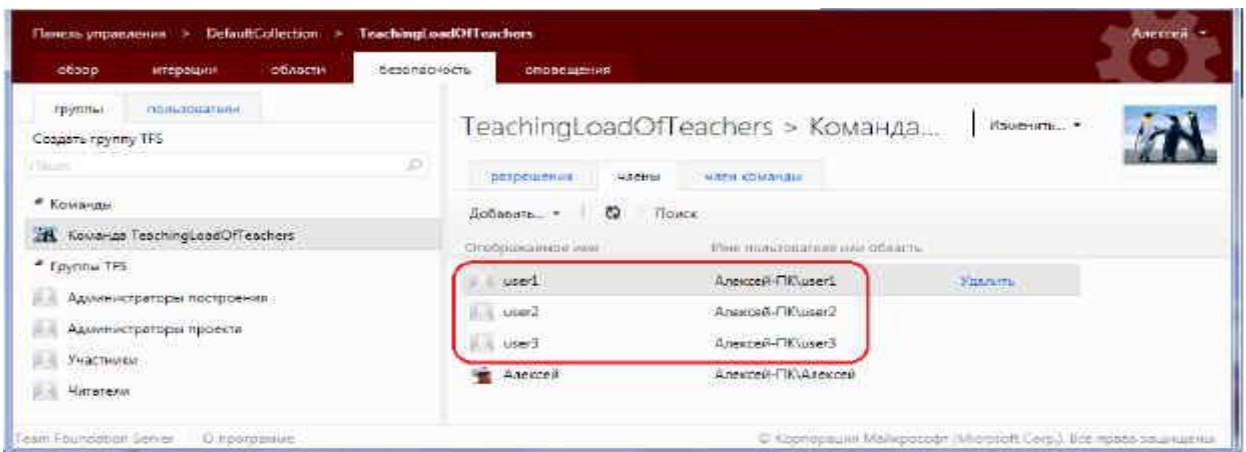 Панель управления > DefaultCollection > TeachingLoadOfTeachers
Алексей
обзор итерации области безопасность оповещения
группы пользователи
Создать группу TFS
Команды
Команда TeachingLoadOfTeachers
Группы TFS
Администраторы построения
Администраторы проекта
Участники
Читатели
TeachingLoadOfTeachers > Команда...
Изменить...
разрешения члены член команды
Добавить... Поиск
Отображаемое имя Имя пользователя или область
user1 Алексей-ПК\user1 Удалить
user2 Алексей-ПК\user2
user3 Алексей-ПК\user3
Алексей Алексей-ПК\Алексей
Team Foundation Server О программе
© Корпорация Майкрософт (Microsoft Corp.). Все права защищены.